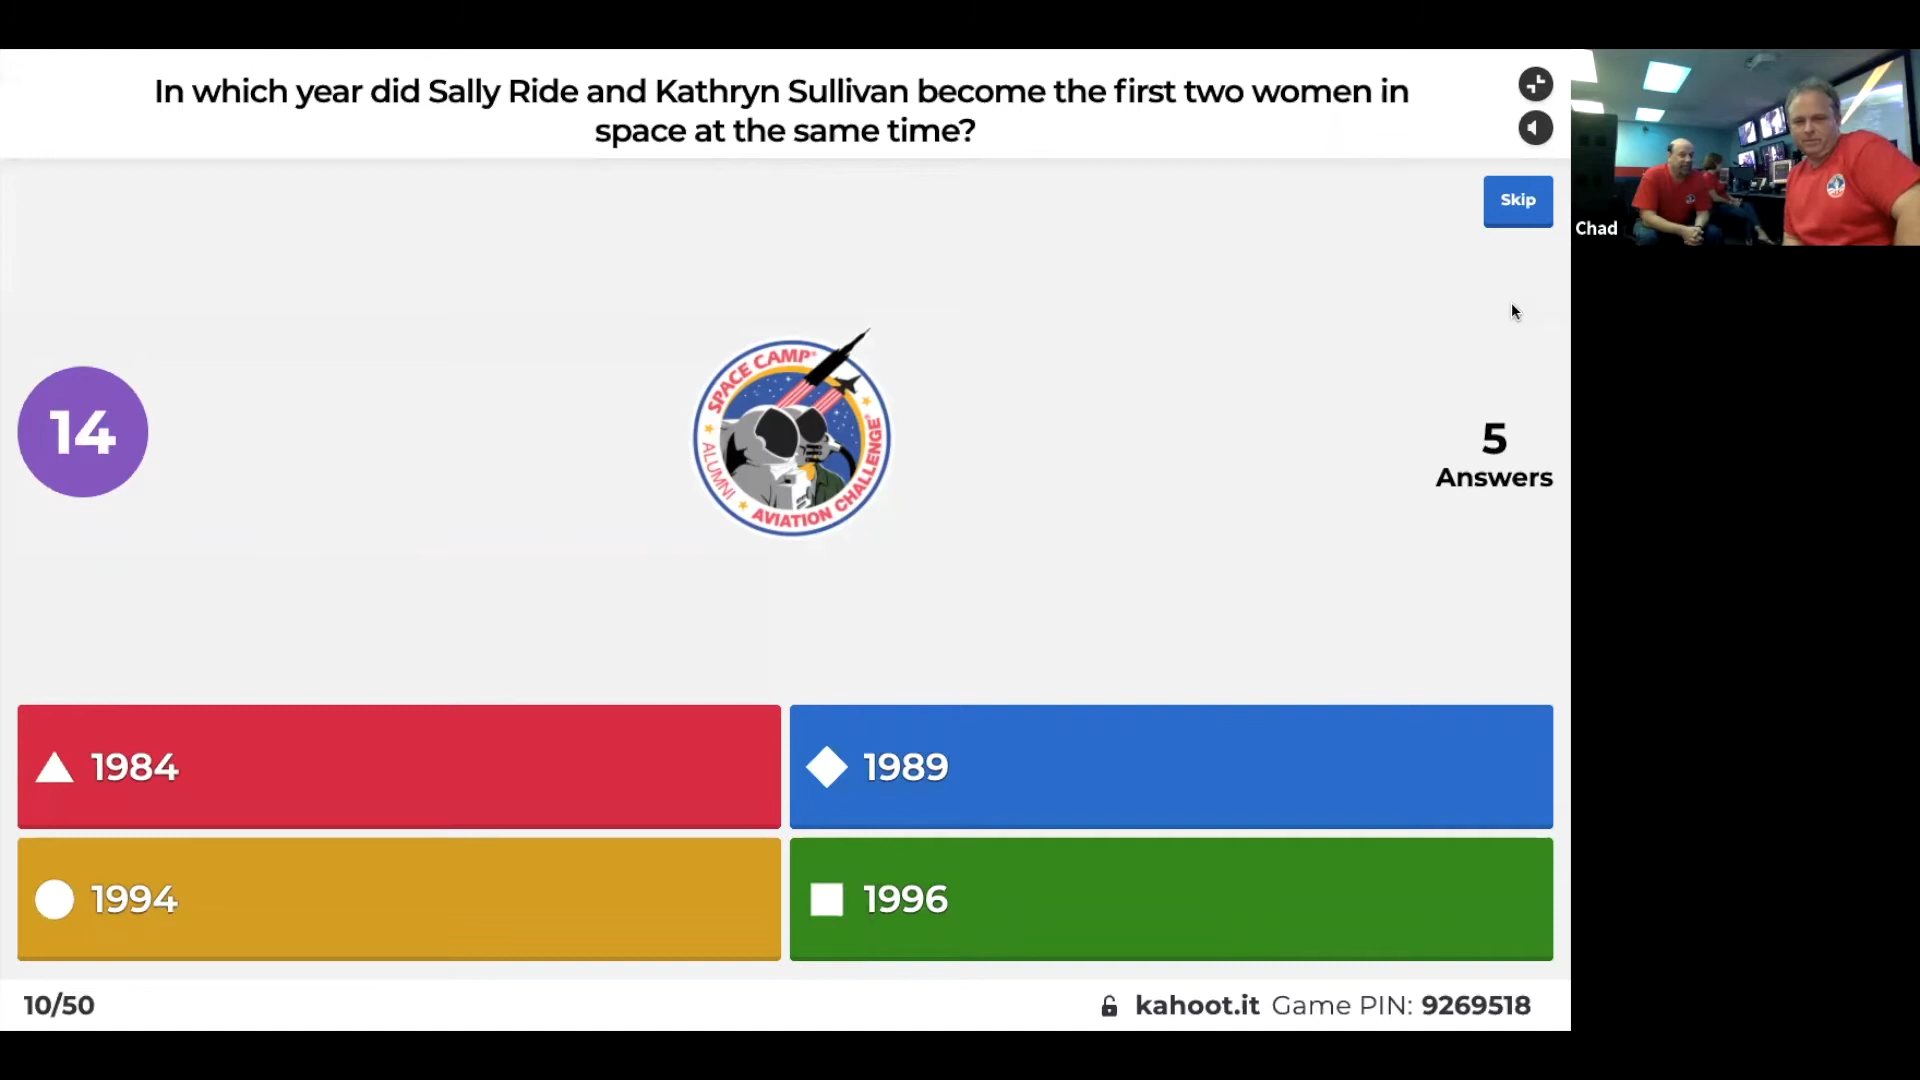 In which year did Sally Ride and Kathryn Sullivan become the first two women in
space at the same time?
Skip
Chad
14
SPACE CAMP®
ALUMNI
AVIATION CHALLENGE®
5
Answers
1984
1989
1994
1996
10/50
kahoot.it Game PIN: 9269518